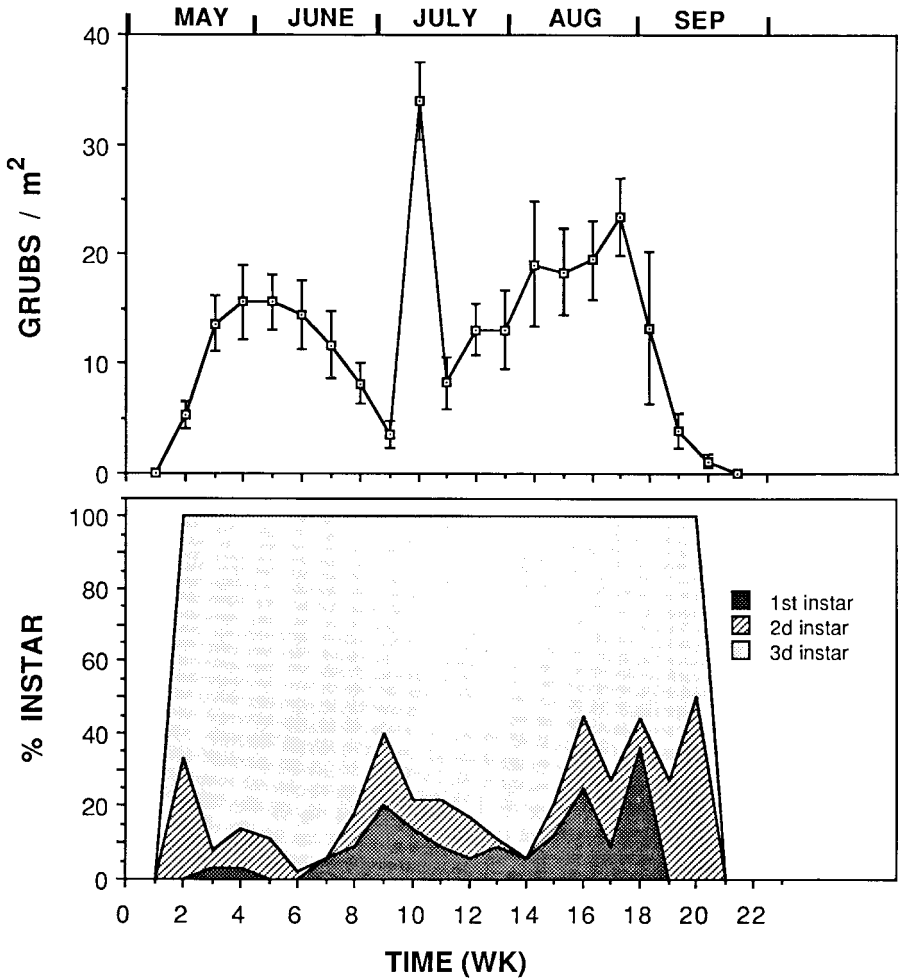 MAY JUNE JULY AUG SEP
40
30
20
10
0
GRUBS / m²
100
80
60
40
20
0
% INSTAR
1st instar
2d instar
3d instar
0 2 4 6 8 10 12 14 16 18 20 22
TIME (WK)